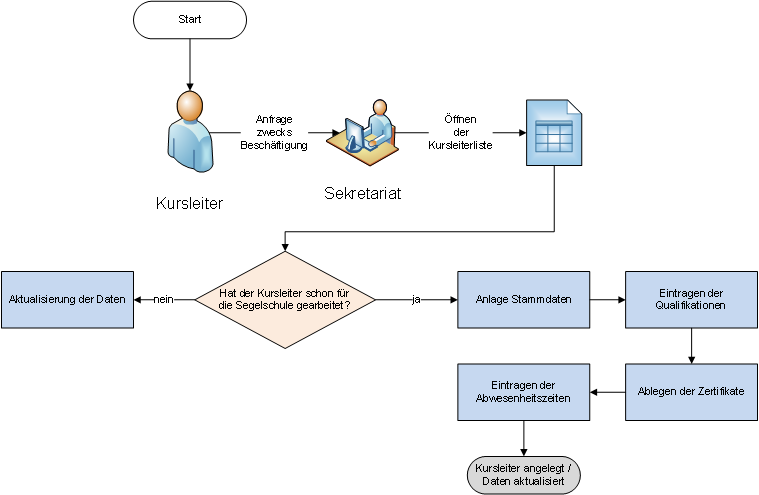 Start
Anfrage
zwecks
Beschäftigung
Öffnen
der
Kursleiterliste
Kursleiter
Sekretariat
Aktualisierung der Daten
nein
Hat der Kursleiter schon für
die Segelschule gearbeitet?
ja
Anlage Stammdaten
Eintragen der
Qualifikationen
Eintragen der
Abwesenheitszeiten
Ablegen der Zertifikate
Kursleiter angelegt /
Daten aktualisiert